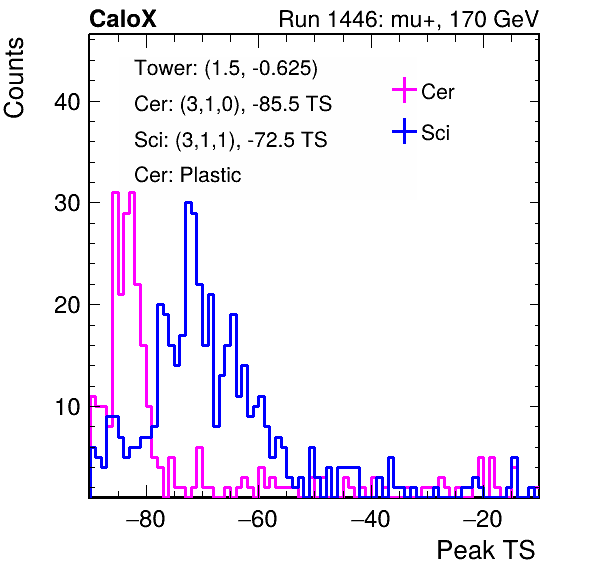 CaloX Run 1446: mu+, 170 GeV
Counts
Tower: (1.5, -0.625)
Cer: (3,1,0), -85.5 TS
Sci: (3,1,1), -72.5 TS
Cer: Plastic
Cer
Sci
40
30
20
10
−80 −60 −40 −20
Peak TS